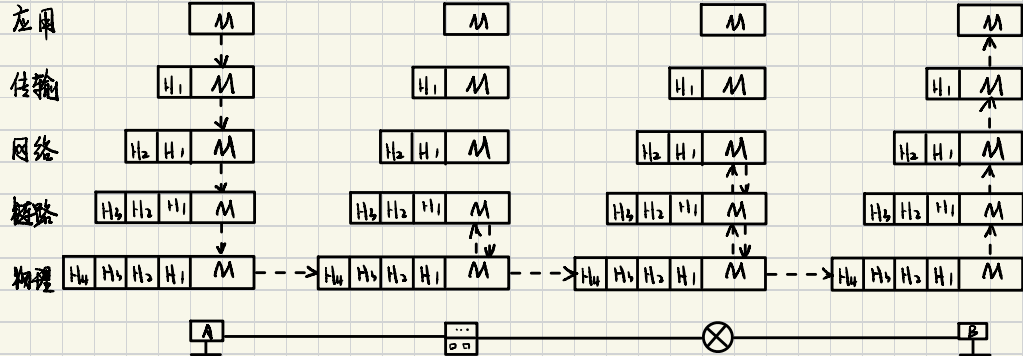 应用 M M M M
传输 H₁ M H₁ M H₁ M H₁ M
网络 H₂ H₁ M H₂ H₁ M H₂ H₁ M H₂ H₁ M
链路 H₃ H₂ H₁ M H₃ H₂ H₁ M H₃ H₂ H₁ M H₃ H₂ H₁ M
物理 H₄ H₃ H₂ H₁ M H₄ H₃ H₂ H₁ M H₄ H₃ H₂ H₁ M H₄ H₃ H₂ H₁ M
A B